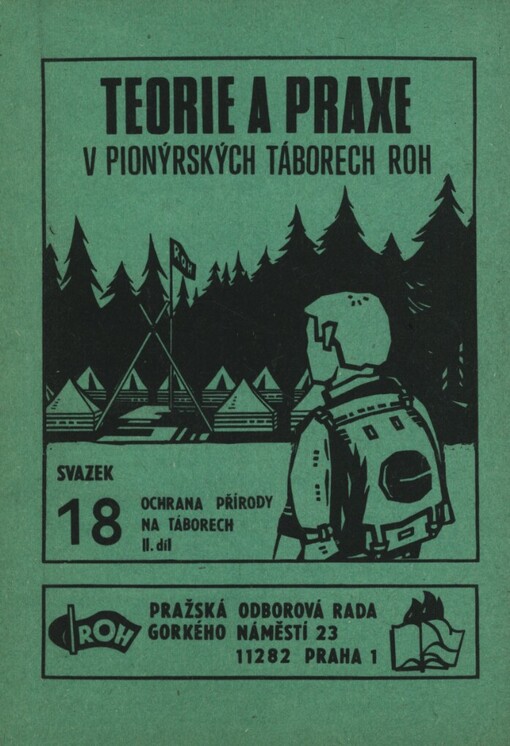 TEORIE A PRAXE
V PIONÝRSKÝCH TÁBORECH ROH
ROH
SVAZEK
18
OCHRANA PŘÍRODY
NA TÁBORECH
II. díl
ROH
PRAŽSKÁ ODBOROVÁ RADA
GORKÉHO NÁMĚSTÍ 23
11282 PRAHA 1